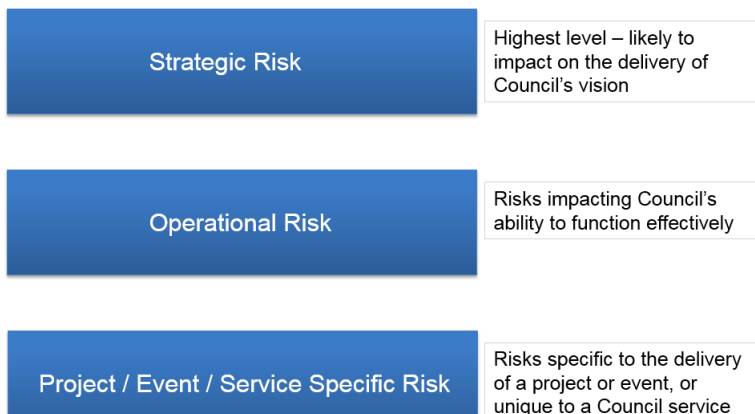 Strategic Risk
Highest level – likely to
impact on the delivery of
Council’s vision
Operational Risk
Risks impacting Council’s
ability to function effectively
Project / Event / Service Specific Risk
Risks specific to the delivery
of a project or event, or
unique to a Council service